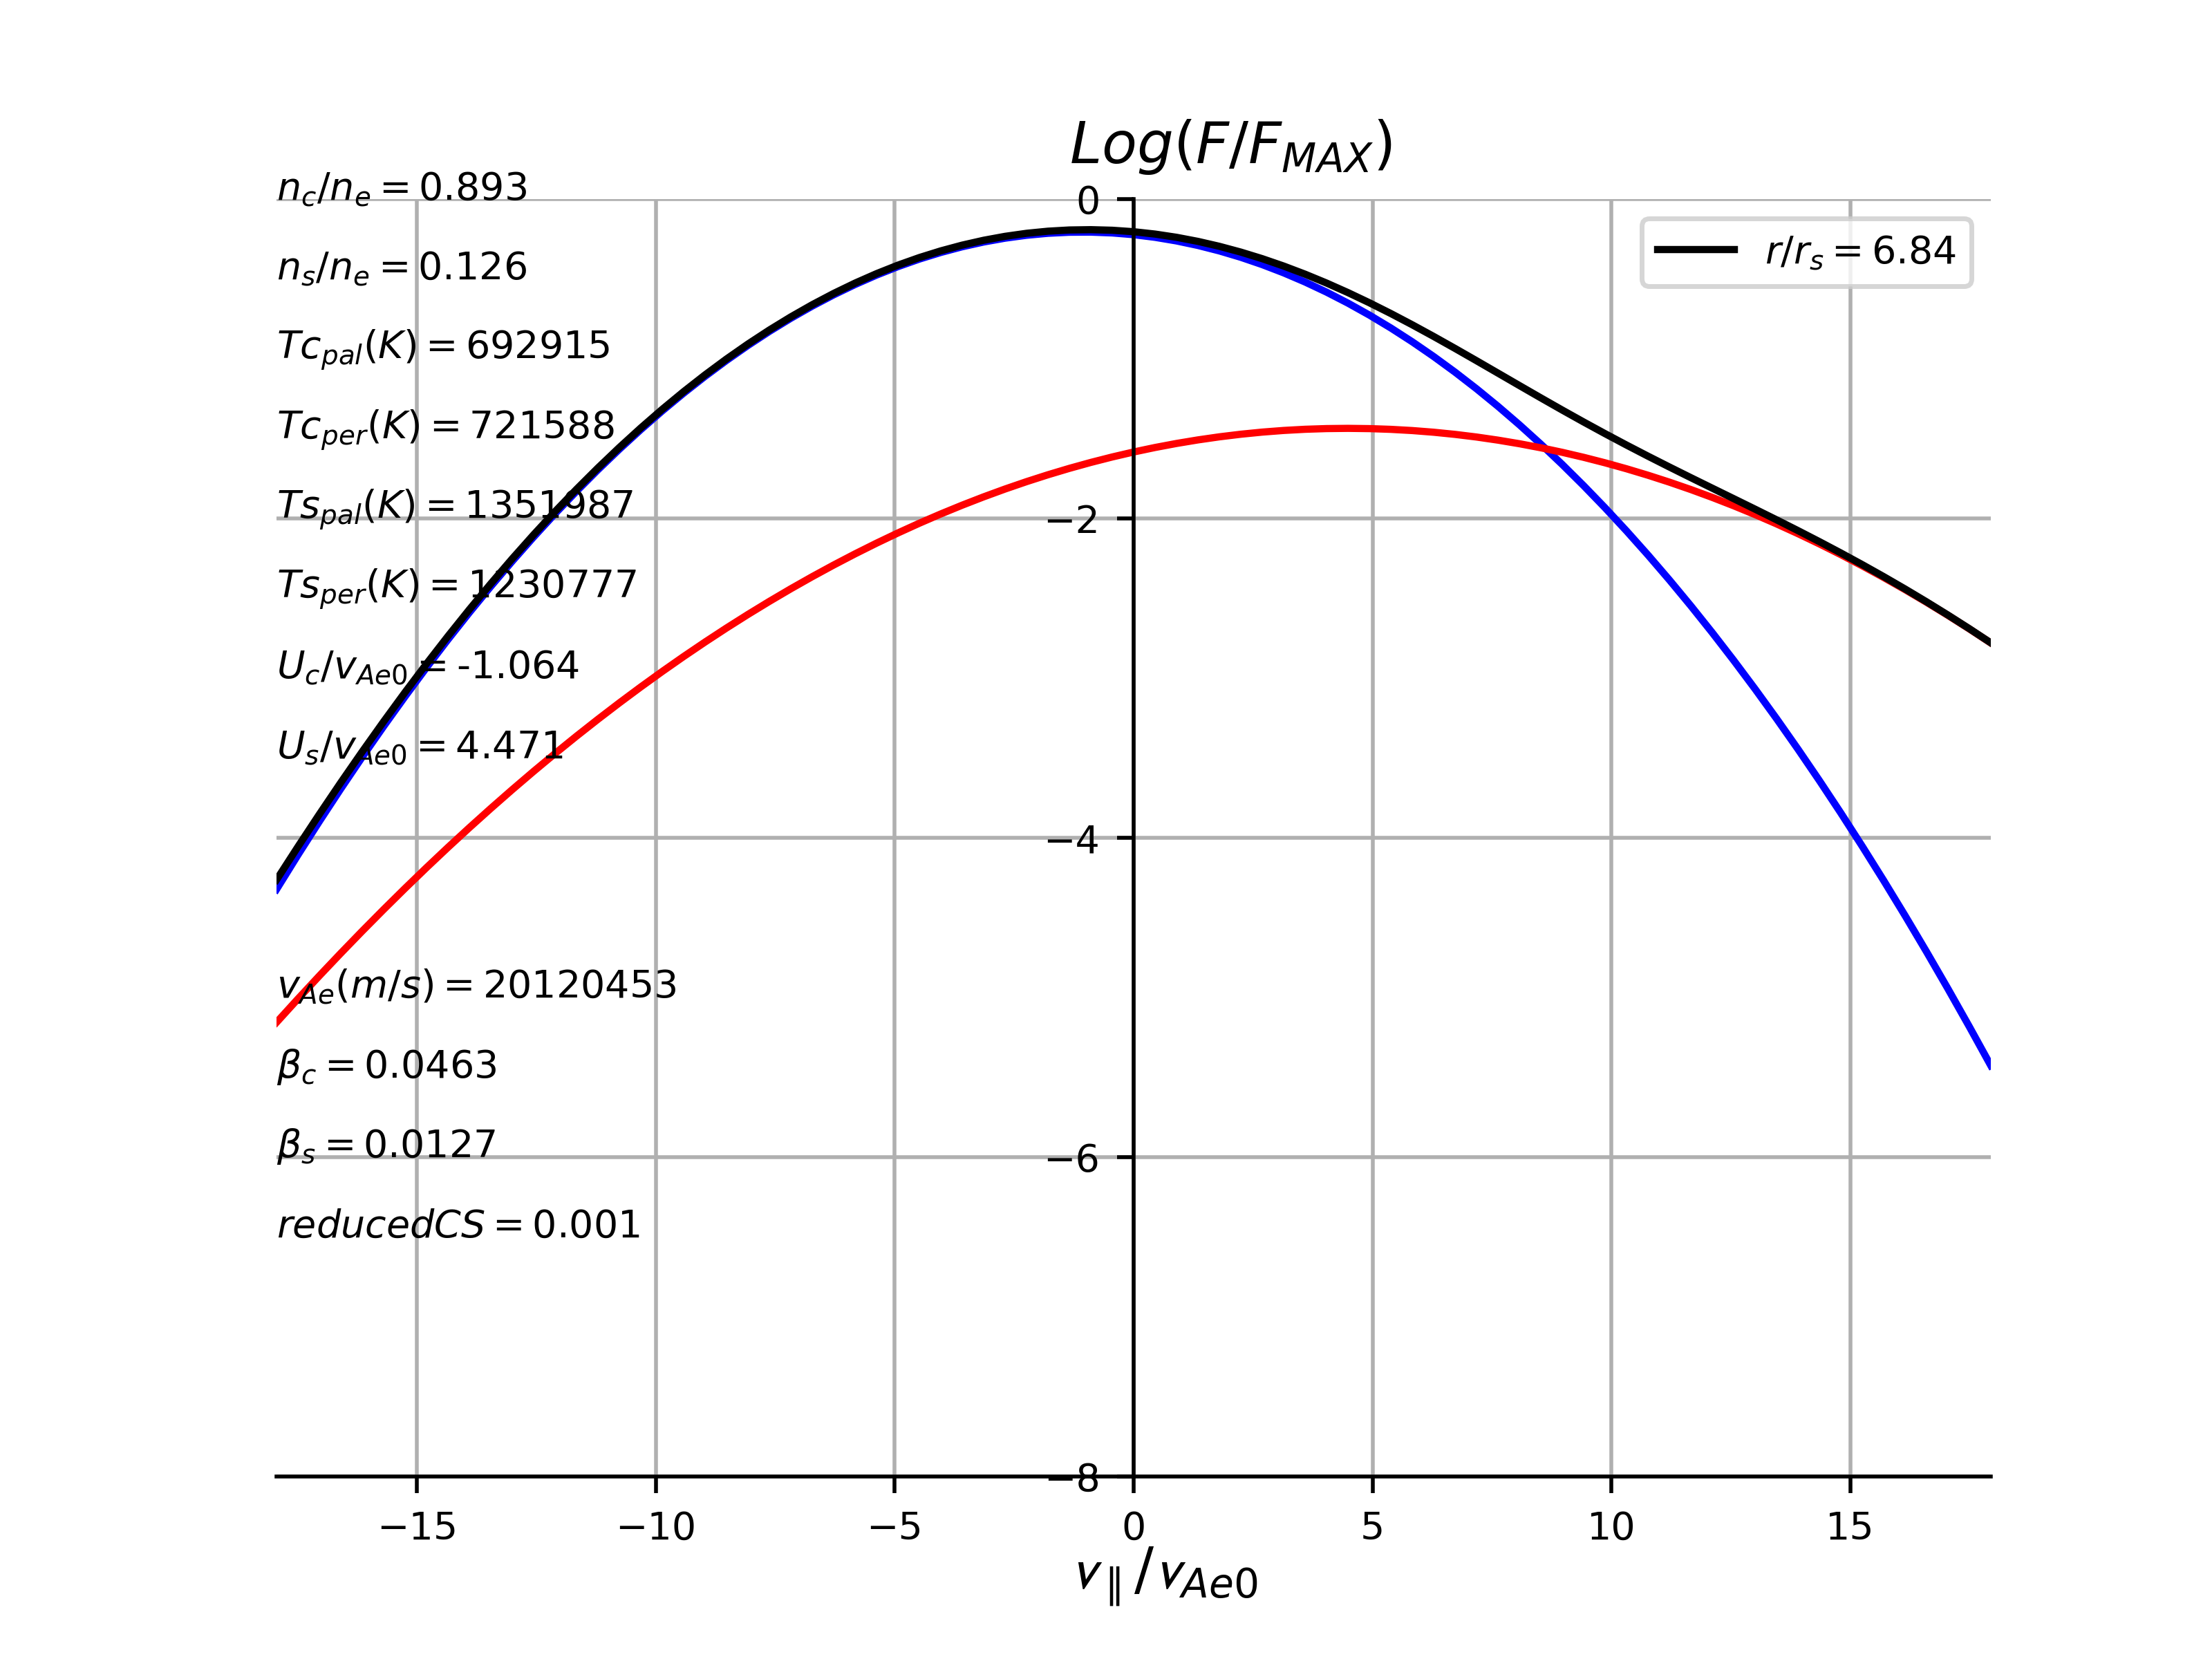 Log(F/F_MAX)
n_c/n_e = 0.893
n_s/n_e = 0.126
Tc_pal(K) = 692915
Tc_per(K) = 721588
Ts_pal(K) = 1351987
Ts_per(K) = 1230777
U_c/v_Ae0 = -1.064
U_s/v_Ae0 = 4.471
v_Ae(m/s) = 20120453
β_c = 0.0463
β_s = 0.0127
reducedCS = 0.001
r/r_s = 6.84
0
−2
−4
−6
−8
−15 −10 −5 0 5 10 15
v_∥/v_Ae0